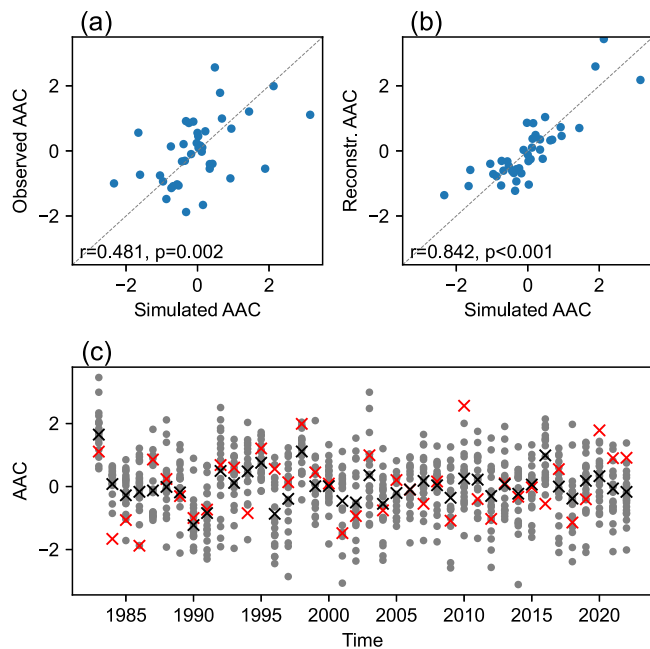 (a)
Observed AAC
2
0
−2
r=0.481, p=0.002
−2 0 2
Simulated AAC
(b)
Reconstr. AAC
2
0
−2
r=0.842, p<0.001
−2 0 2
Simulated AAC
(c)
AAC
2
0
−2
1985 1990 1995 2000 2005 2010 2015 2020
Time